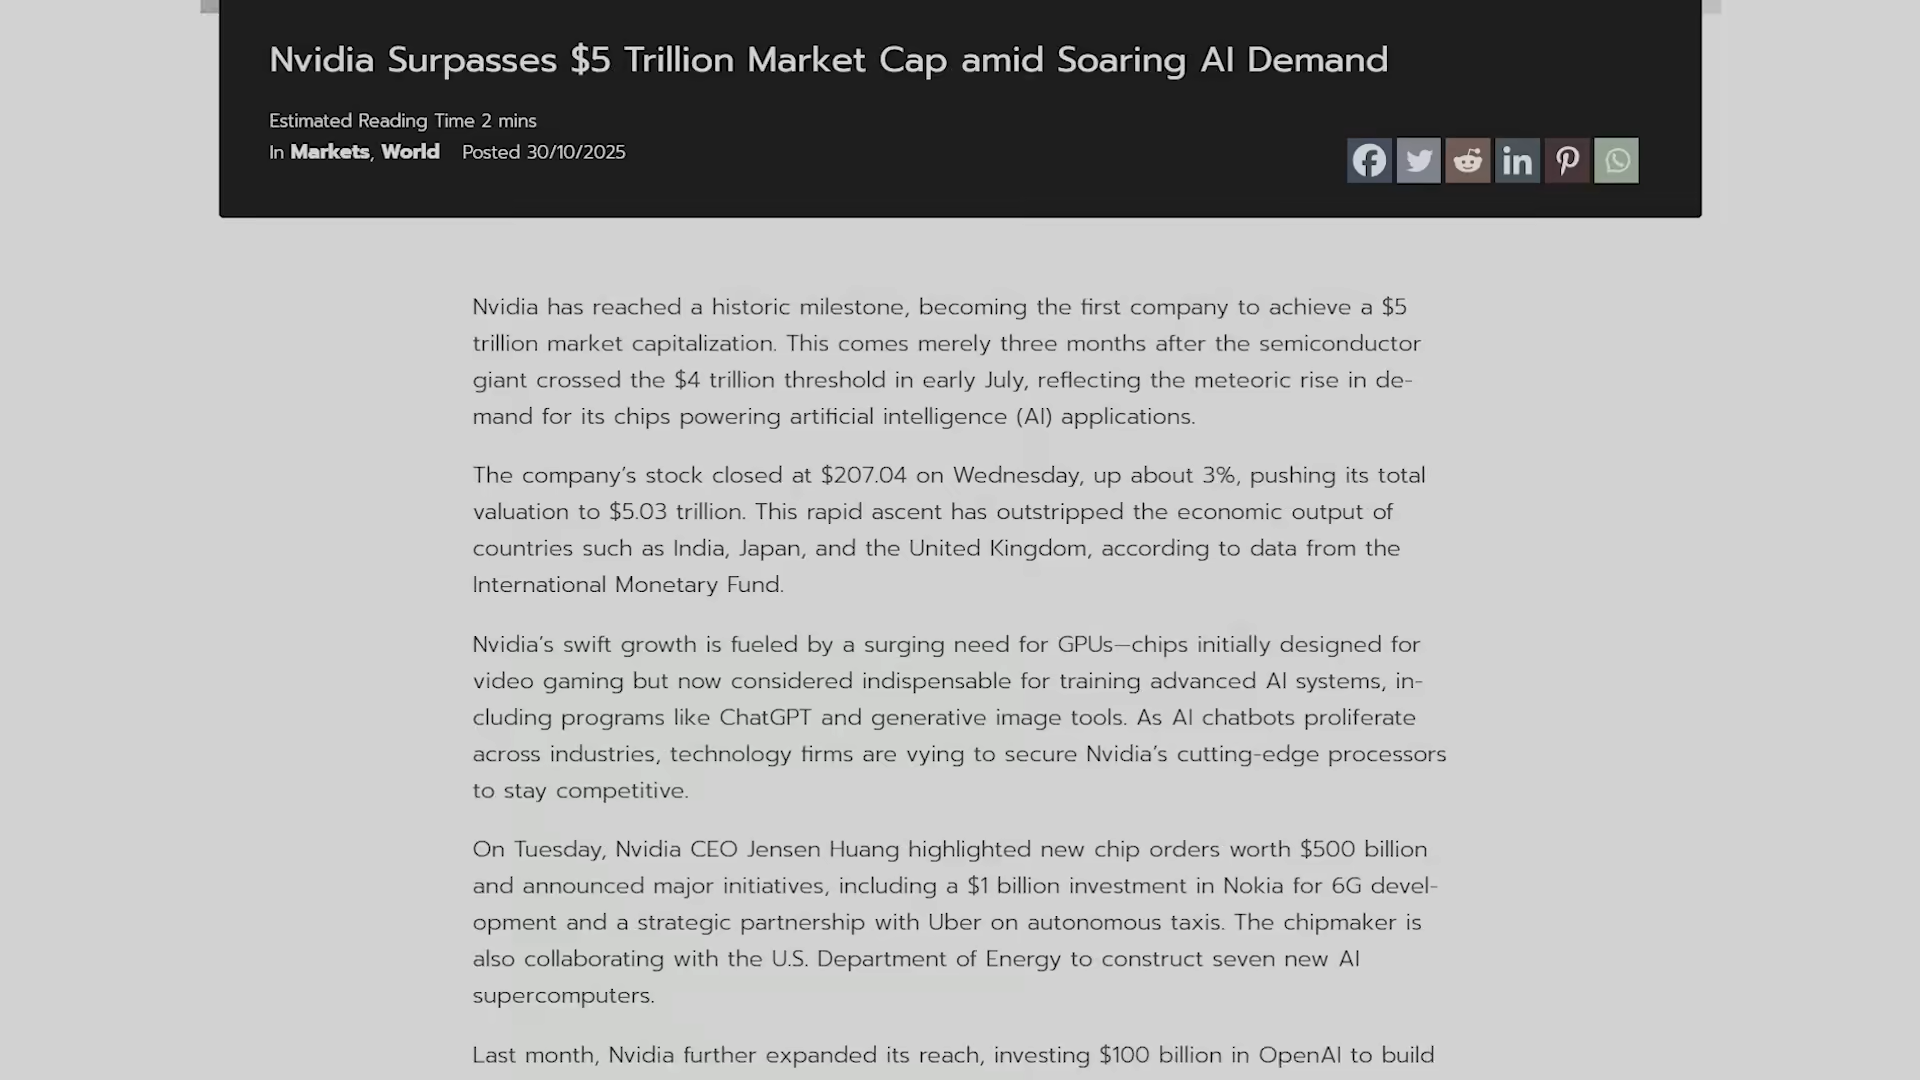 Nvidia Surpasses $5 Trillion Market Cap amid Soaring AI Demand
Estimated Reading Time 2 mins
In Markets, World Posted 30/10/2025
Nvidia has reached a historic milestone, becoming the first company to achieve a $5
trillion market capitalization. This comes merely three months after the semiconductor
giant crossed the $4 trillion threshold in early July, reflecting the meteoric rise in de-
mand for its chips powering artificial intelligence (AI) applications.
The company’s stock closed at $207.04 on Wednesday, up about 3%, pushing its total
valuation to $5.03 trillion. This rapid ascent has outstripped the economic output of
countries such as India, Japan, and the United Kingdom, according to data from the
International Monetary Fund.
Nvidia’s swift growth is fueled by a surging need for GPUs—chips initially designed for
video gaming but now considered indispensable for training advanced AI systems, in-
cluding programs like ChatGPT and generative image tools. As AI chatbots proliferate
across industries, technology firms are vying to secure Nvidia’s cutting-edge processors
to stay competitive.
On Tuesday, Nvidia CEO Jensen Huang highlighted new chip orders worth $500 billion
and announced major initiatives, including a $1 billion investment in Nokia for 6G devel-
opment and a strategic partnership with Uber on autonomous taxis. The chipmaker is
also collaborating with the U.S. Department of Energy to construct seven new AI
supercomputers.
Last month, Nvidia further expanded its reach, investing $100 billion in OpenAI to build